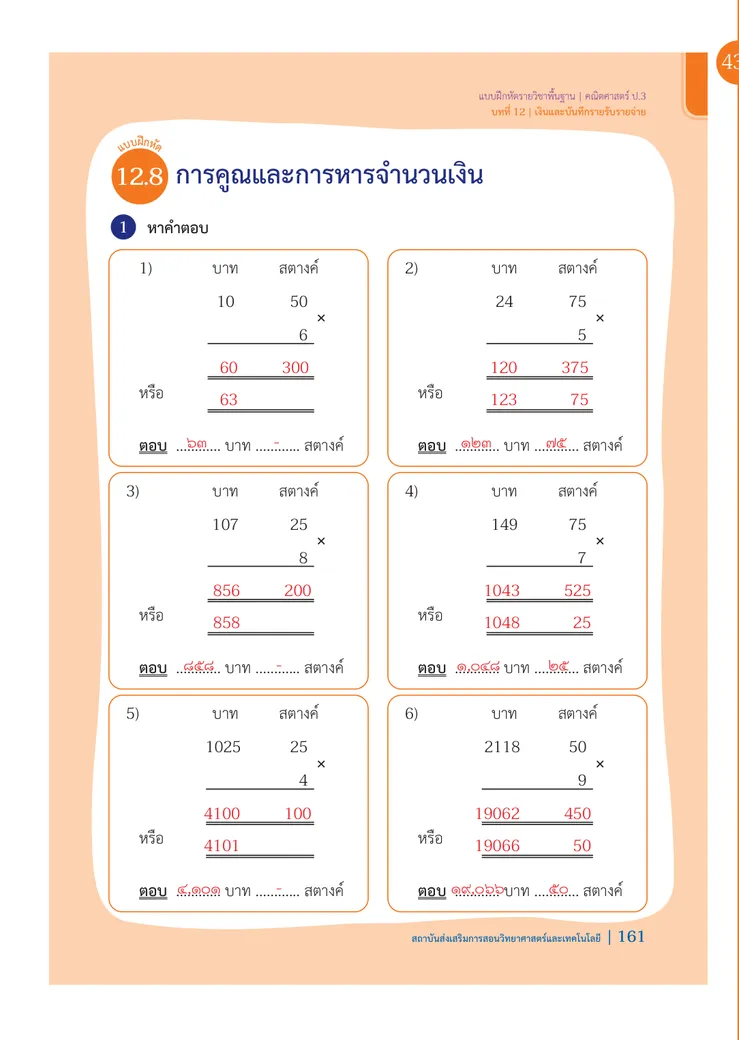 43
แบบฝึกหัดรายวิชาพื้นฐาน | คณิตศาสตร์ ป.3
บทที่ 12 | เงินและบันทึกรายรับรายจ่าย
แบบฝึกหัด
12.8 การคูณและการหารจำนวนเงิน
1 หาคำตอบ
1) บาท สตางค์
10 50
×
6
60 300
หรือ 63
ตอบ ๖๓ บาท - สตางค์
2) บาท สตางค์
24 75
×
5
120 375
หรือ 123 75
ตอบ ๑๒๓ บาท ๗๕ สตางค์
3) บาท สตางค์
107 25
×
8
856 200
หรือ 858
ตอบ ๘๕๘ บาท - สตางค์
4) บาท สตางค์
149 75
×
7
1043 525
หรือ 1048 25
ตอบ ๑,๐๔๘ บาท ๒๕ สตางค์
5) บาท สตางค์
1025 25
×
4
4100 100
หรือ 4101
ตอบ ๔,๑๐๑ บาท - สตางค์
6) บาท สตางค์
2118 50
×
9
19062 450
หรือ 19066 50
ตอบ ๑๙,๐๖๖ บาท ๕๐ สตางค์
สถาบันส่งเสริมการสอนวิทยาศาสตร์และเทคโนโลยี | 161